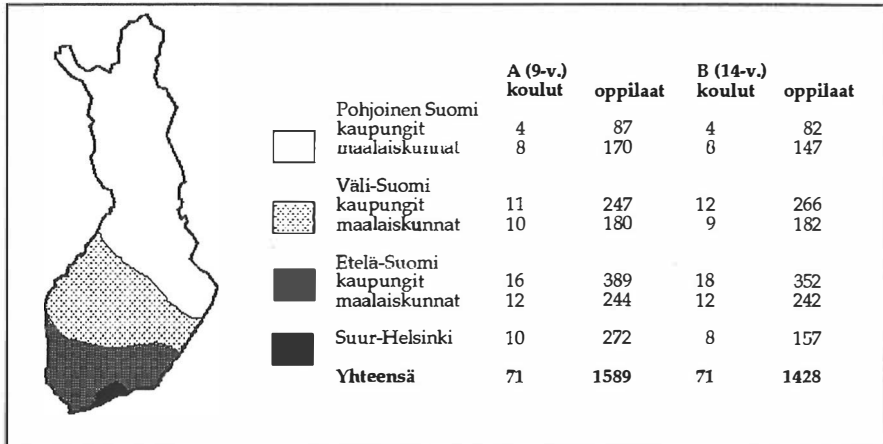 A (9-v.) B (14-v.)
koulut oppilaat koulut oppilaat
Pohjoinen Suomi
kaupungit 4 87 4 82
maalaiskunnat 8 170 8 147
Väli-Suomi
kaupungit 11 247 12 266
maalaiskunnat 10 180 9 182
Etelä-Suomi
kaupungit 16 389 18 352
maalaiskunnat 12 244 12 242
Suur-Helsinki 10 272 8 157
Yhteensä 71 1589 71 1428